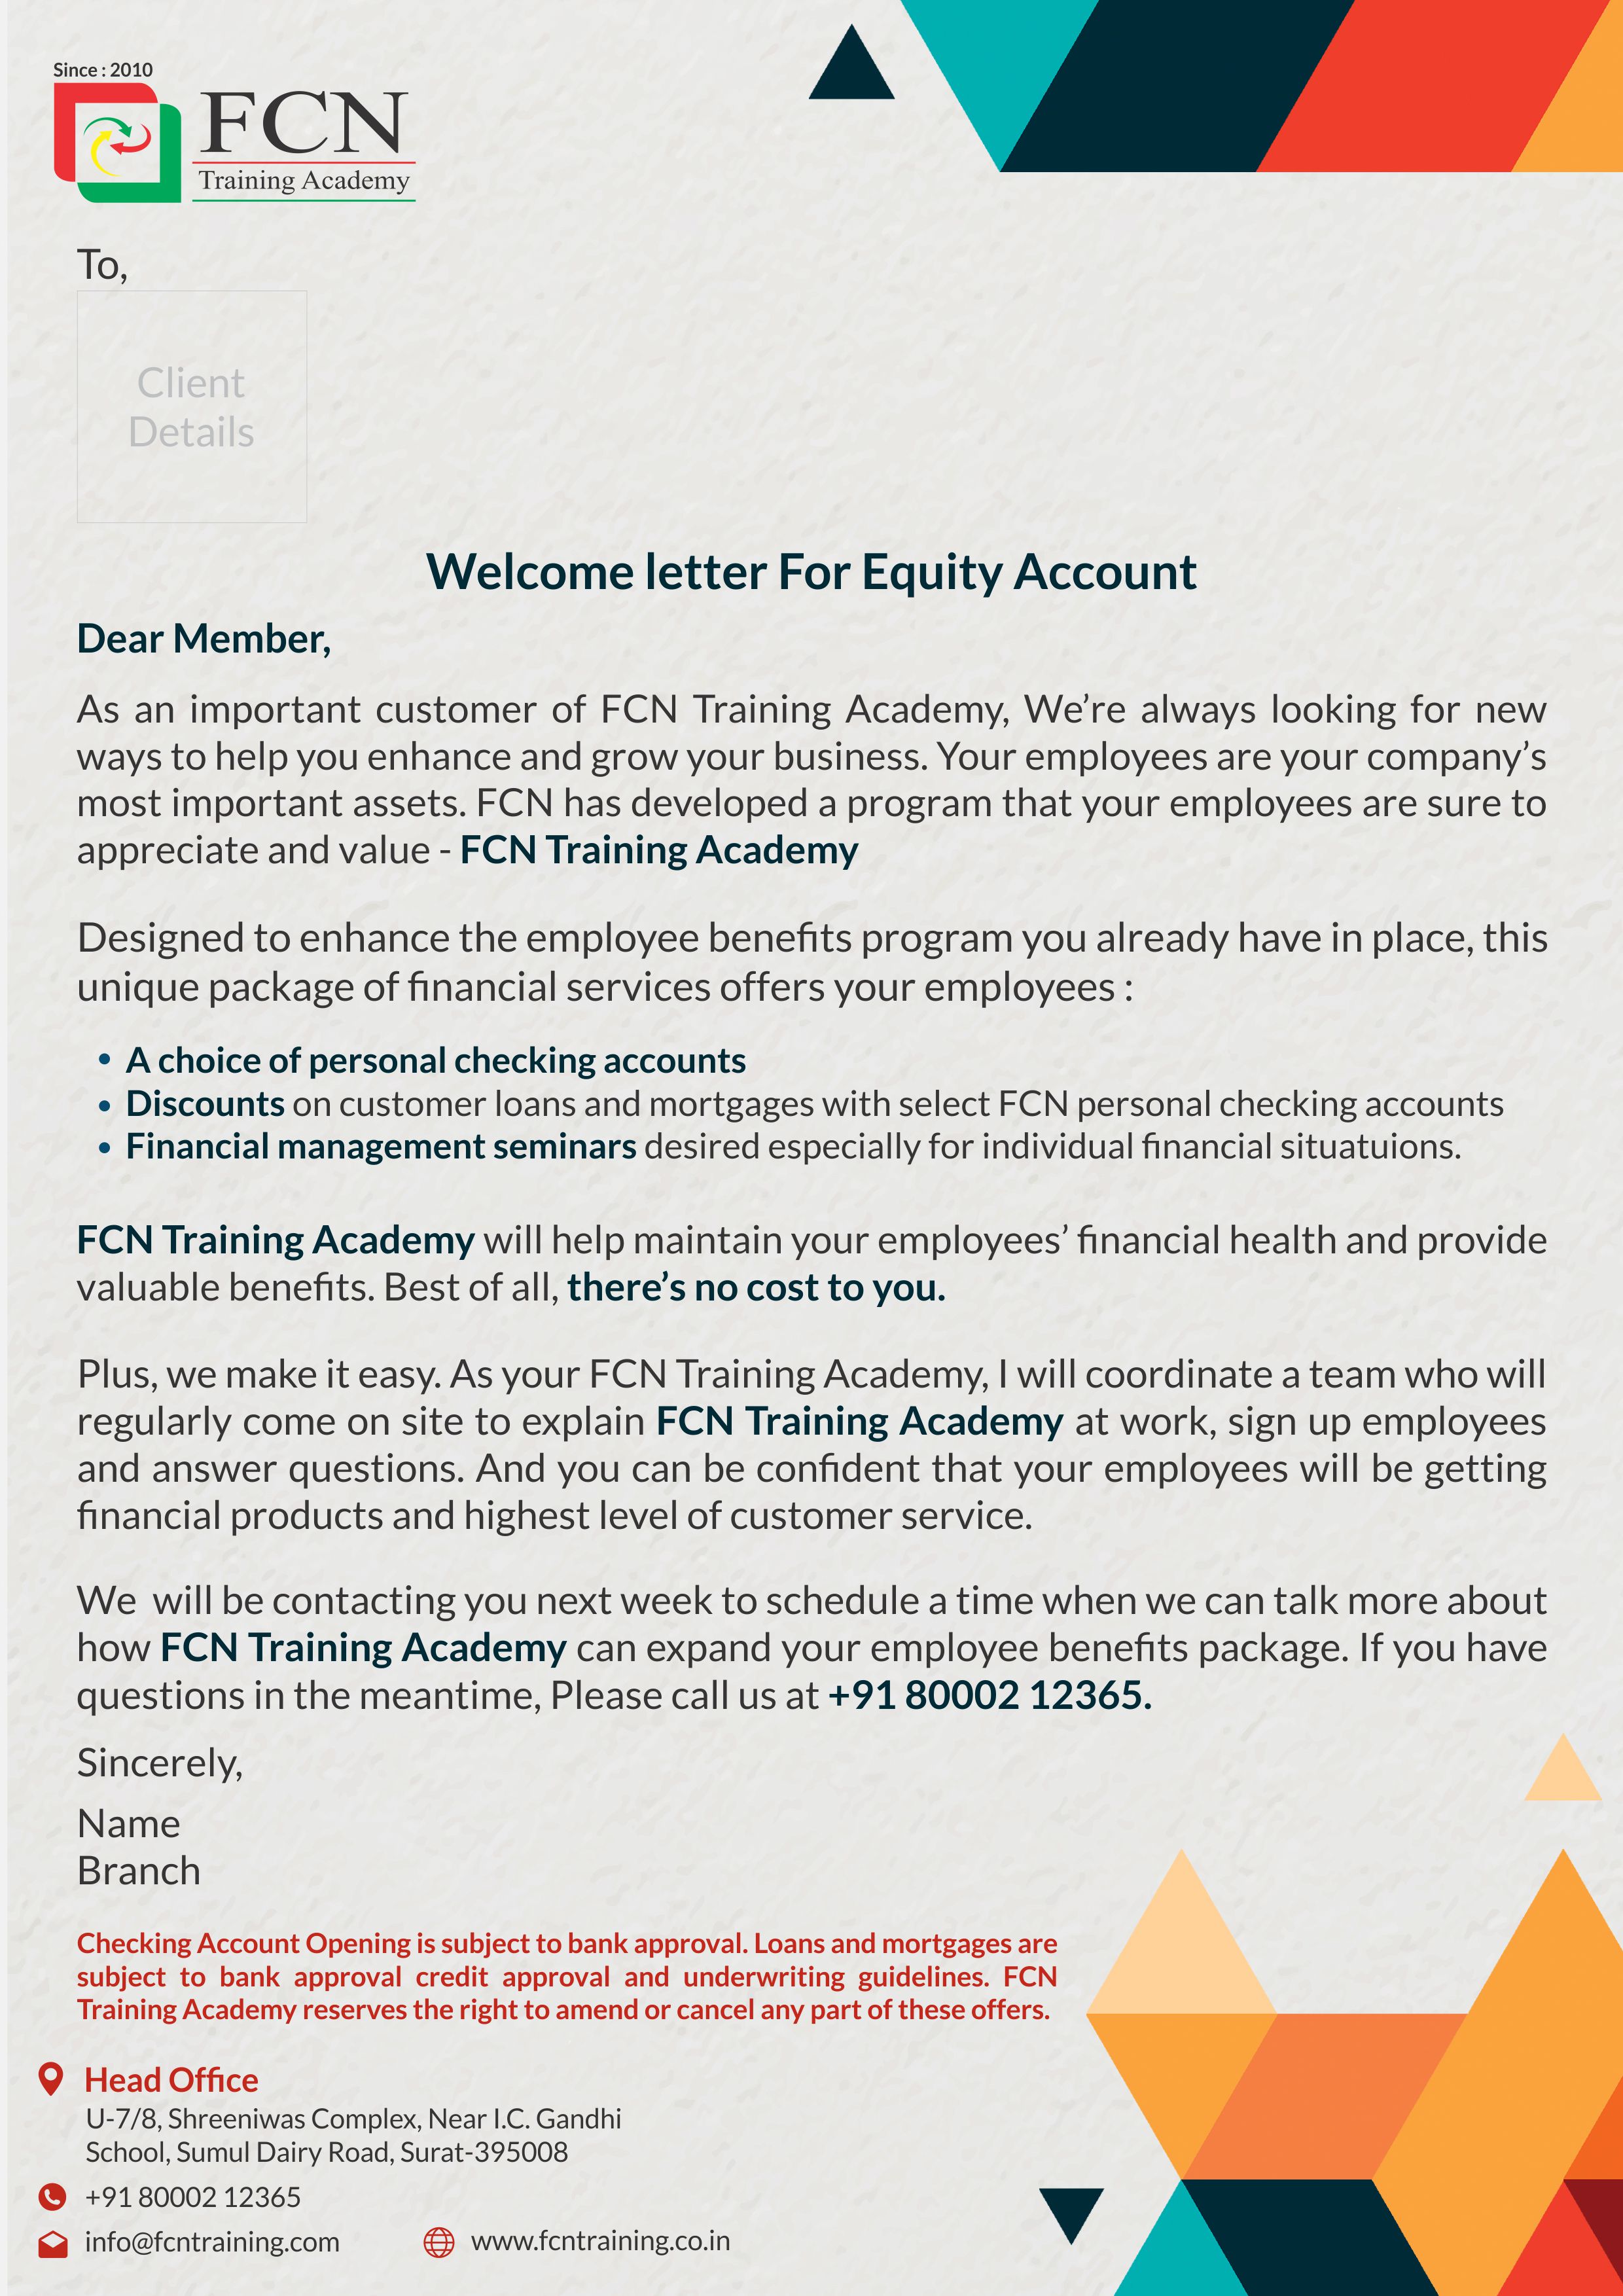 Since : 2010
FCN
Training Academy
To,
Client
Details
Welcome letter For Equity Account
Dear Member,
As an important customer of FCN Training Academy, We’re always looking for new
ways to help you enhance and grow your business. Your employees are your company’s
most important assets. FCN has developed a program that your employees are sure to
appreciate and value - FCN Training Academy
Designed to enhance the employee benefits program you already have in place, this
unique package of financial services offers your employees :
• A choice of personal checking accounts
• Discounts on customer loans and mortgages with select FCN personal checking accounts
• Financial management seminars desired especially for individual financial situatuions.
FCN Training Academy will help maintain your employees’ financial health and provide
valuable benefits. Best of all, there’s no cost to you.
Plus, we make it easy. As your FCN Training Academy, I will coordinate a team who will
regularly come on site to explain FCN Training Academy at work, sign up employees
and answer questions. And you can be confident that your employees will be getting
financial products and highest level of customer service.
We will be contacting you next week to schedule a time when we can talk more about
how FCN Training Academy can expand your employee benefits package. If you have
questions in the meantime, Please call us at +91 80002 12365.
Sincerely,
Name
Branch
Checking Account Opening is subject to bank approval. Loans and mortgages are
subject to bank approval credit approval and underwriting guidelines. FCN
Training Academy reserves the right to amend or cancel any part of these offers.
Head Office
U-7/8, Shreeniwas Complex, Near I.C. Gandhi
School, Sumul Dairy Road, Surat-395008
+91 80002 12365
info@fcntraining.com
www.fcntraining.co.in